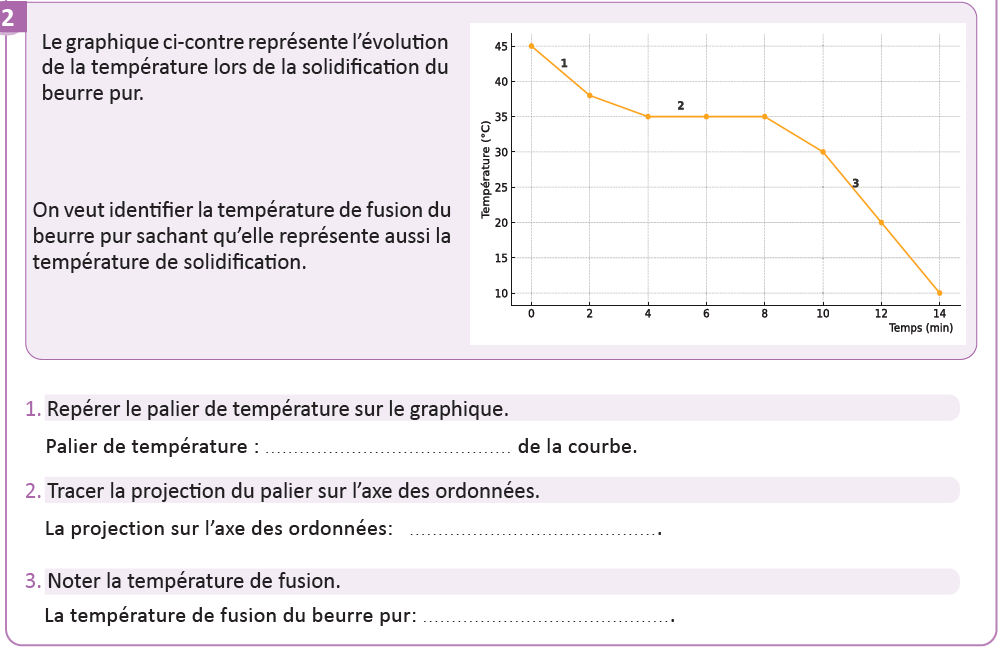 2
Le graphique ci-contre représente l'évolution
de la température lors de la solidification du
beurre pur.
On veut identifier la température de fusion du
beurre pur sachant qu'elle représente aussi la
température de solidification.
Température (°C)
45
40
35
30
25
20
15
10
1
2
3
0 2 4 6 8 10 12 14
Temps (min)
1. Repérer le palier de température sur le graphique.
Palier de température : .......................................... de la courbe.
2. Tracer la projection du palier sur l'axe des ordonnées.
La projection sur l'axe des ordonnées: ...........................................
3. Noter la température de fusion.
La température de fusion du beurre pur: ...........................................